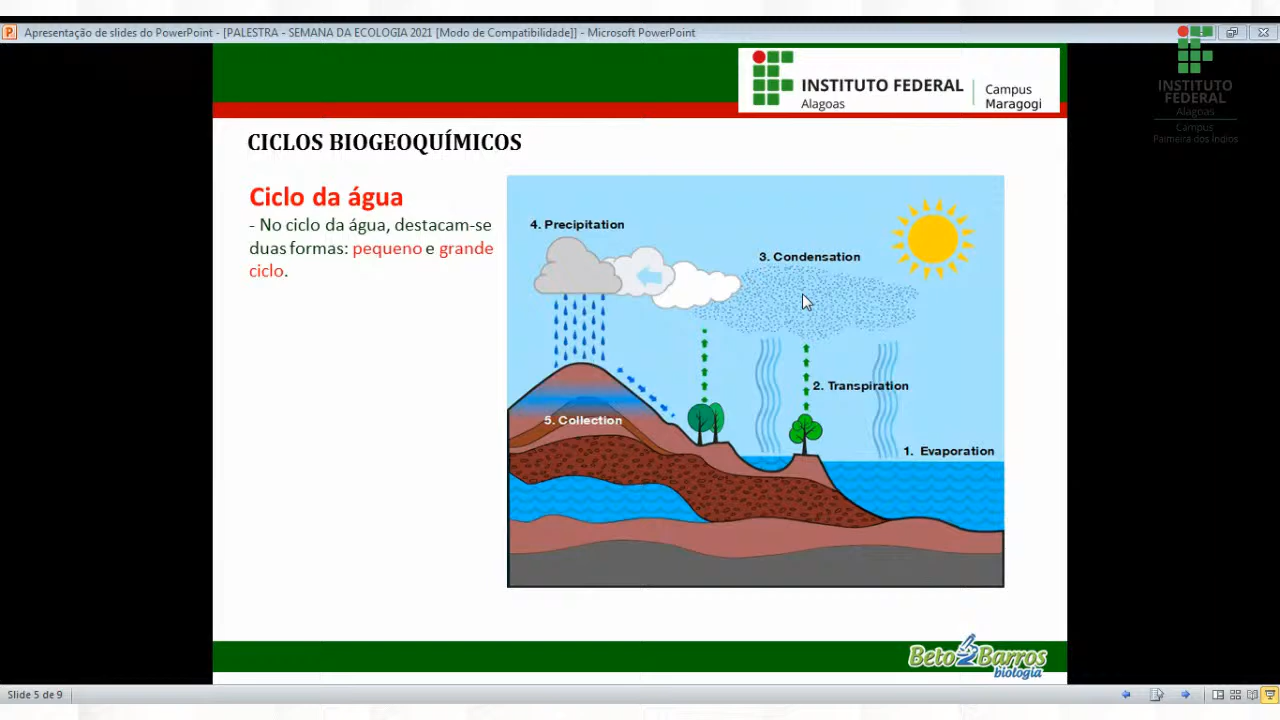 Apresentação de slides do PowerPoint - [PALESTRA - SEMANA DA ECOLOGIA 2021 [Modo de Compatibilidade]] - Microsoft PowerPoint
INSTITUTO FEDERAL
Alagoas
Campus
Maragogi
INSTITUTO
FEDERAL
Alagoas
Campus
Palmeira dos Índios
CICLOS BIOGEOQUÍMICOS
Ciclo da água
- No ciclo da água, destacam-se
duas formas: pequeno e grande
ciclo.
4. Precipitation
3. Condensation
2. Transpiration
5. Collection
1. Evaporation
Beto Barros
biologia
Slide 5 de 9